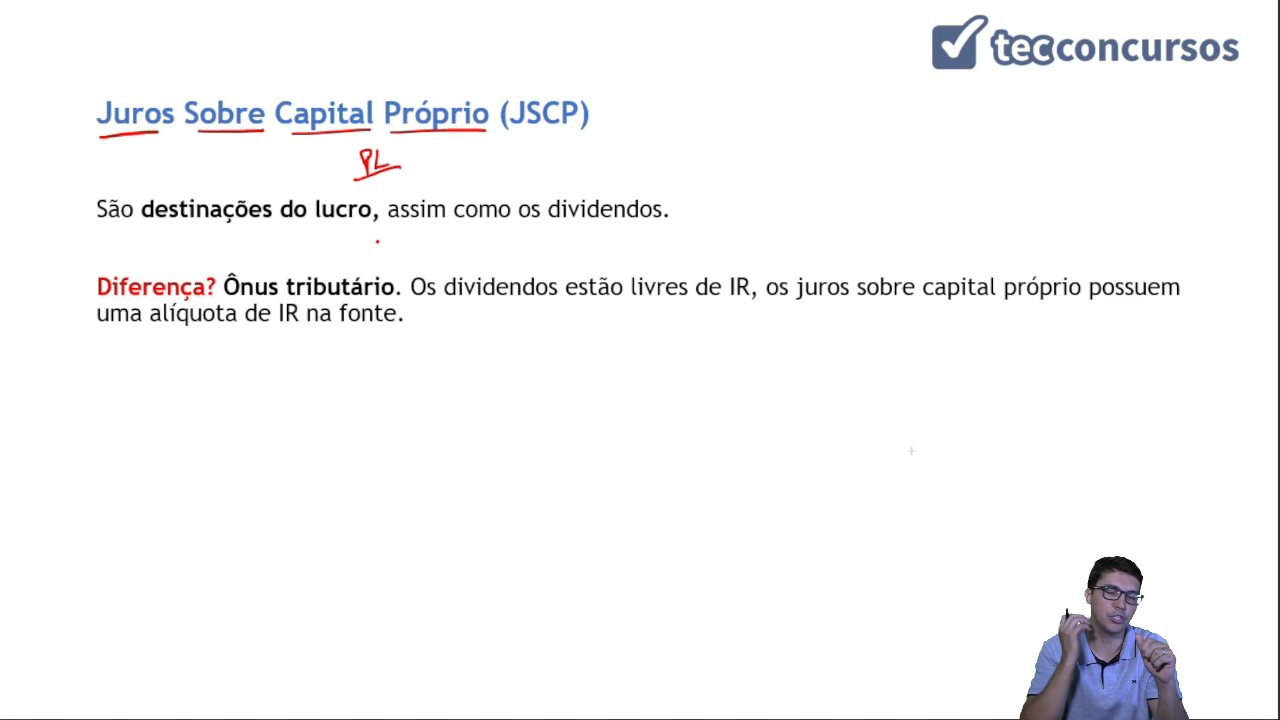 tecconcursos
Juros Sobre Capital Próprio (JSCP)
PL
São destinações do lucro, assim como os dividendos.
Diferença? Ônus tributário. Os dividendos estão livres de IR, os juros sobre capital próprio possuem
uma alíquota de IR na fonte.